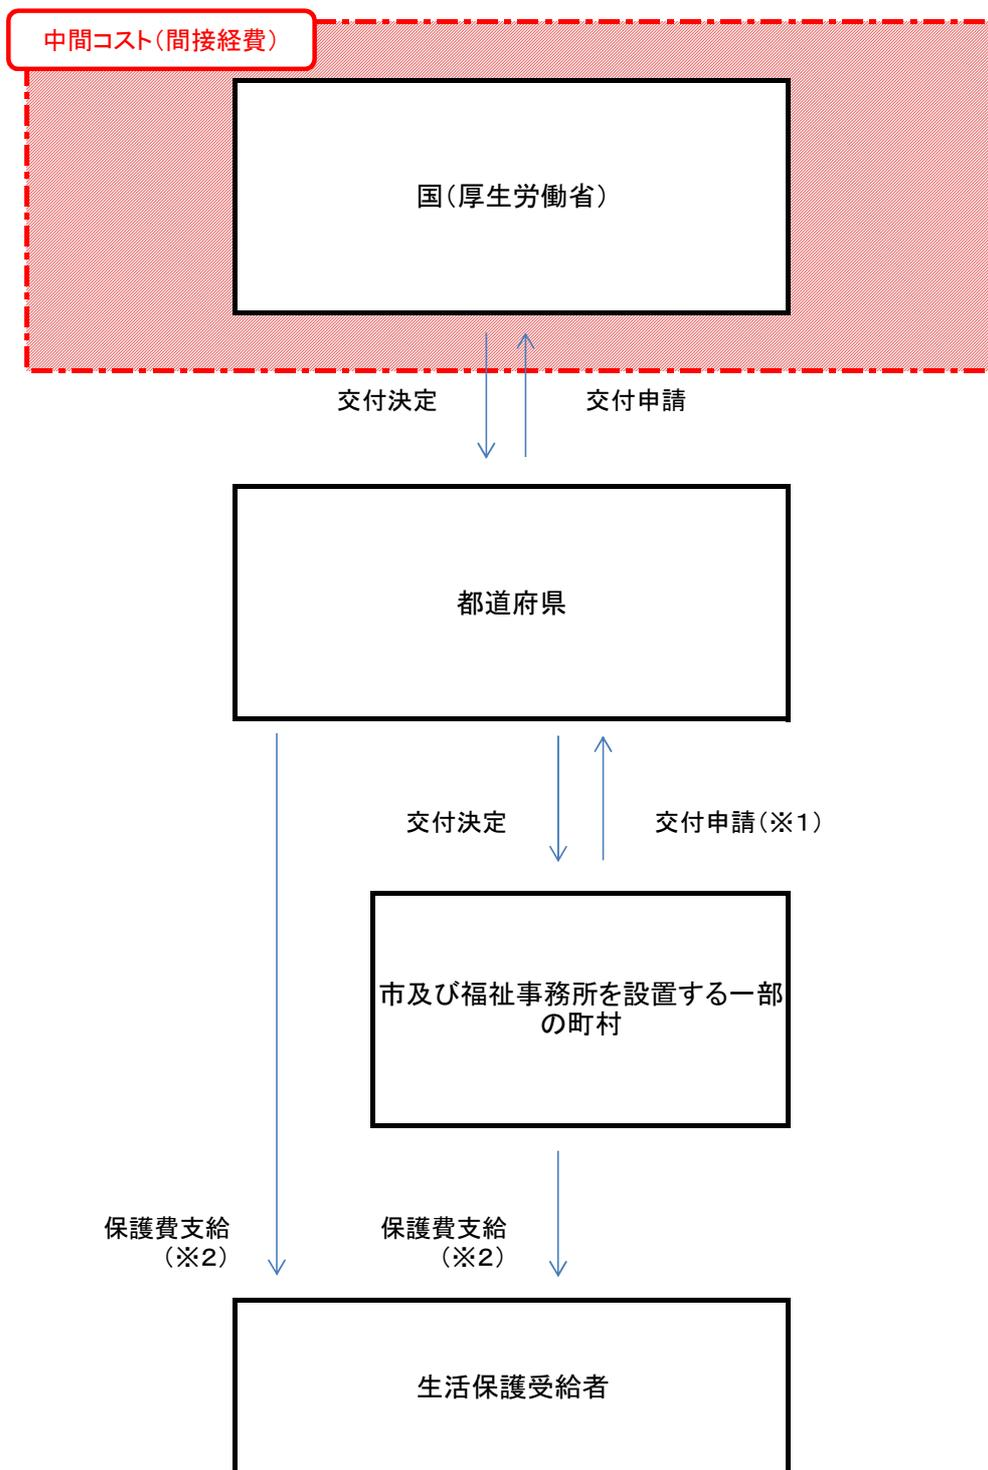 中間コスト（間接経費）
国（厚生労働省）
交付決定
交付申請
都道府県
交付決定
交付申請（※1）
市及び福祉事務所を設置する一部
の町村
保護費支給
（※2）
保護費支給
（※2）
生活保護受給者